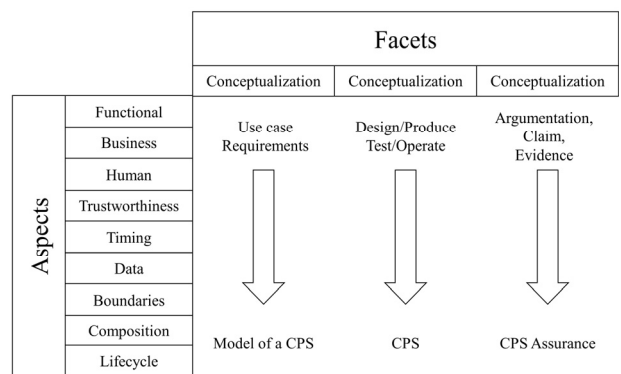 Facets
Conceptualization
Conceptualization
Conceptualization
Aspects
Functional
Business
Human
Trustworthiness
Timing
Data
Boundaries
Composition
Lifecycle
Use case
Requirements
Model of a CPS
Design/Produce
Test/Operate
CPS
Argumentation,
Claim,
Evidence
CPS Assurance